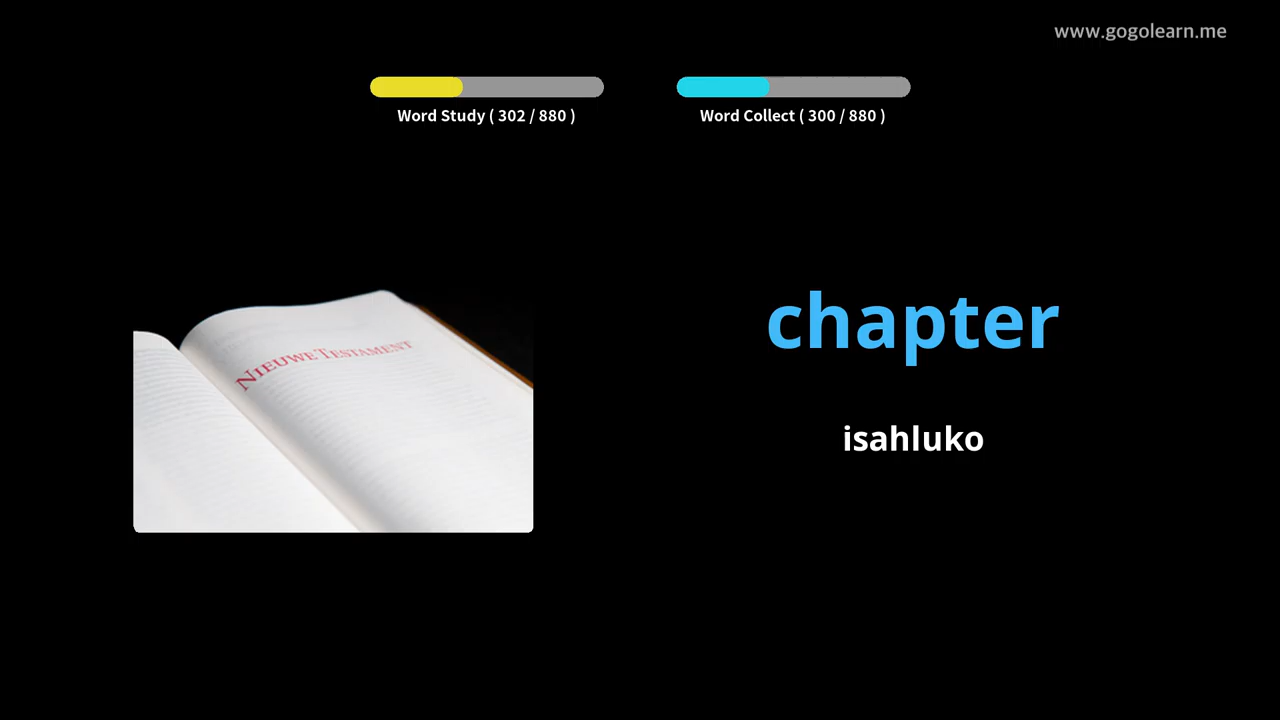 www.gogolearn.me
Word Study ( 302 / 880 )
Word Collect ( 300 / 880 )
NIEUWE TESTAMENT
chapter
isahluko